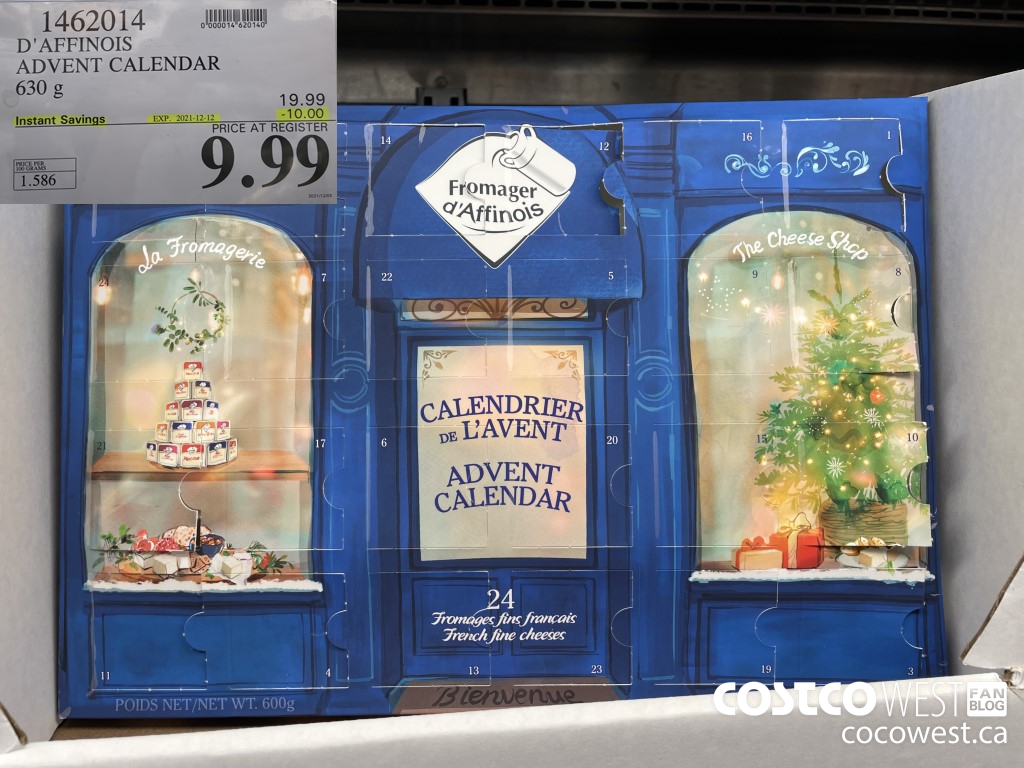 1462014
0"000014"620140"
D'AFFINOIS
ADVENT CALENDAR
630 g
19.99
Instant Savings EXP. 2021-12-12 -10.00
PRICE AT REGISTER
9.99
PRICE PER
100 GRAMS
1.586
14
12
16
1
Fromager
d'Affinois
La Fromagerie
The Cheese Shop
24
7
22
5
9
8
CALENDRIER
DE L'AVENT
ADVENT
CALENDAR
21
17
6
20
15
10
24
Fromages fins français
French fine cheeses
11
4
13
23
19
3
Bienvenue
POIDS NET/NET WT. 600g
COSTCO WEST FAN
BLOG
cocowest.ca